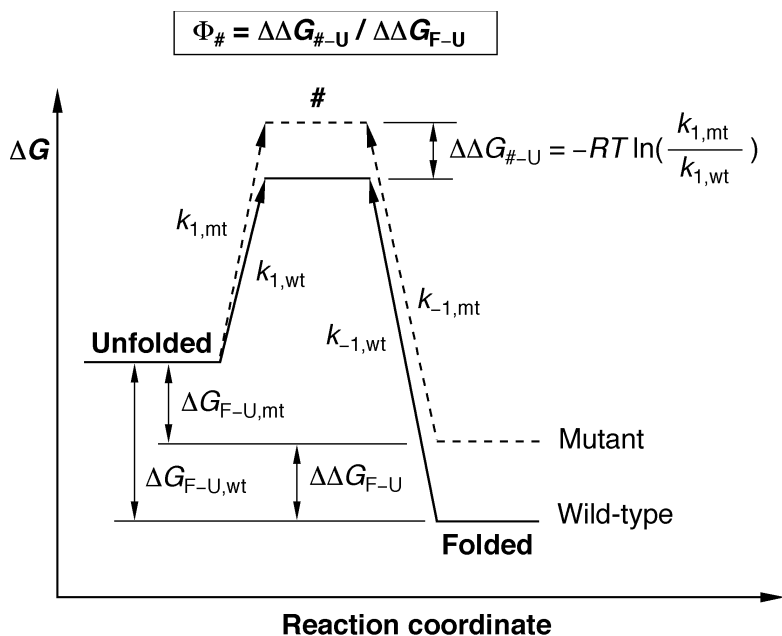 Φ# = ΔΔG#–U / ΔΔGF–U
#
ΔG
ΔΔG#–U = –RT ln(k1,mt/k1,wt)
k1,mt
k1,wt
k–1,mt
k–1,wt
Unfolded
ΔGF–U,mt
Mutant
ΔGF–U,wt
ΔΔGF–U
Wild-type
Folded
Reaction coordinate